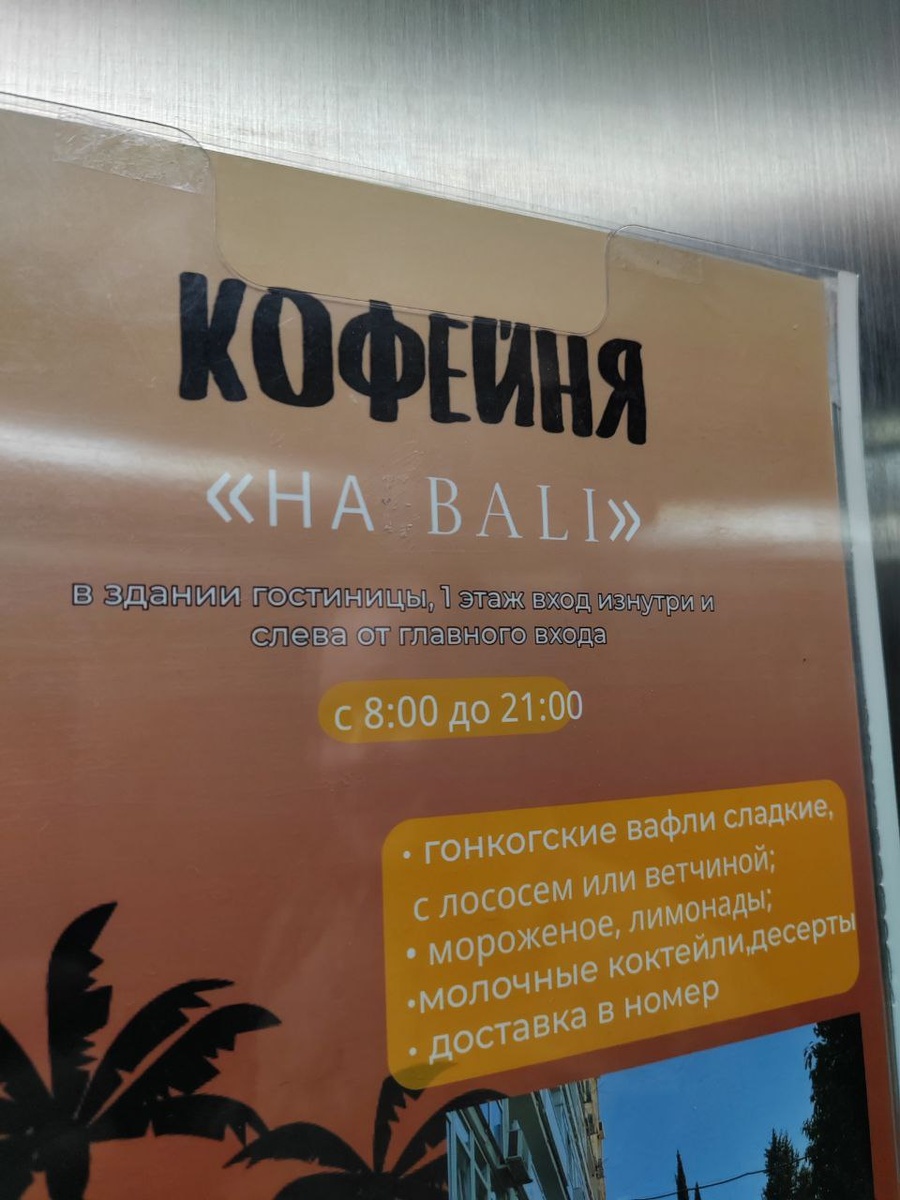 КОФЕЙНЯ
«НА BALI»
в здании гостиницы, 1 этаж вход изнутри и
слева от главного входа
с 8:00 до 21:00
• гонкогские вафли сладкие,
с лососем или ветчиной;
• мороженое, лимонады;
•молочные коктейли,десерты
• доставка в номер